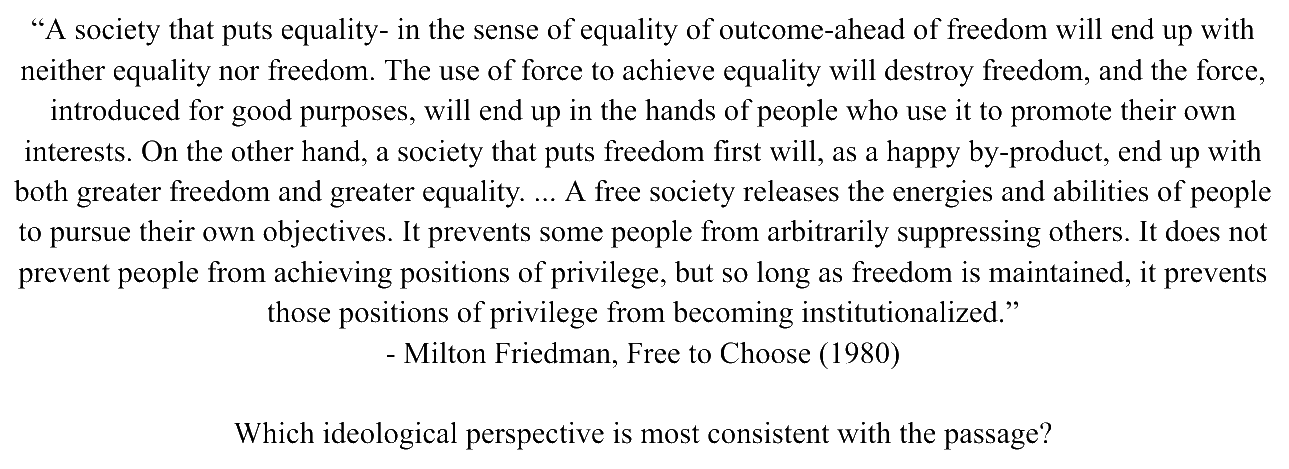 “A society that puts equality- in the sense of equality of outcome-ahead of freedom will end up with
neither equality nor freedom. The use of force to achieve equality will destroy freedom, and the force,
introduced for good purposes, will end up in the hands of people who use it to promote their own
interests. On the other hand, a society that puts freedom first will, as a happy by-product, end up with
both greater freedom and greater equality. ... A free society releases the energies and abilities of people
to pursue their own objectives. It prevents some people from arbitrarily suppressing others. It does not
prevent people from achieving positions of privilege, but so long as freedom is maintained, it prevents
those positions of privilege from becoming institutionalized.”
- Milton Friedman, Free to Choose (1980)
Which ideological perspective is most consistent with the passage?